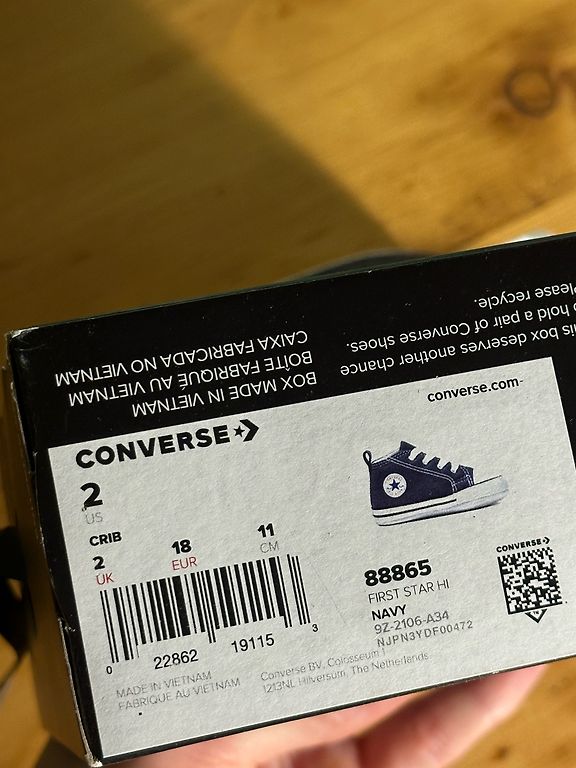 BOX MADE IN VIETNAM
BOÎTE FABRIQUÉ AU VIETNAM
CAIXA FABRICADA NO VIETNAM
box deserves another chance
hold a pair of Converse shoes.
Please recycle.
converse.com
CONVERSE
2
US
CRIB
2
UK
18
EUR
11
CM
0 22862 19115 3
MADE IN VIETNAM
FABRIQUE AU VIETNAM
88865
FIRST STAR HI
NAVY
9Z-2106-A34
NJPN3YDF00472
Converse BV, Colosseum 1
1213NL Hilversum, The Netherlands
CONVERSE